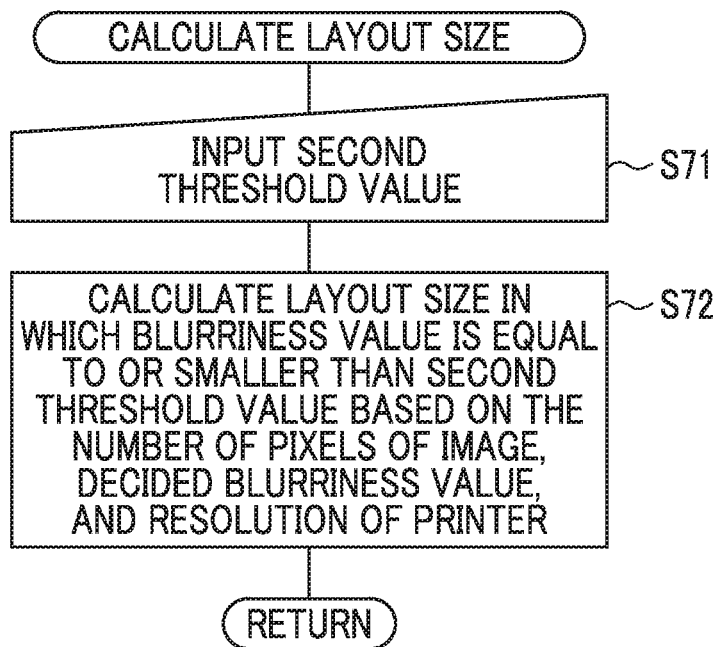 CALCULATE LAYOUT SIZE
INPUT SECOND
THRESHOLD VALUE
S71
CALCULATE LAYOUT SIZE IN
WHICH BLURRINESS VALUE IS EQUAL
TO OR SMALLER THAN SECOND
THRESHOLD VALUE BASED ON THE
NUMBER OF PIXELS OF IMAGE,
DECIDED BLURRINESS VALUE,
AND RESOLUTION OF PRINTER
S72
RETURN